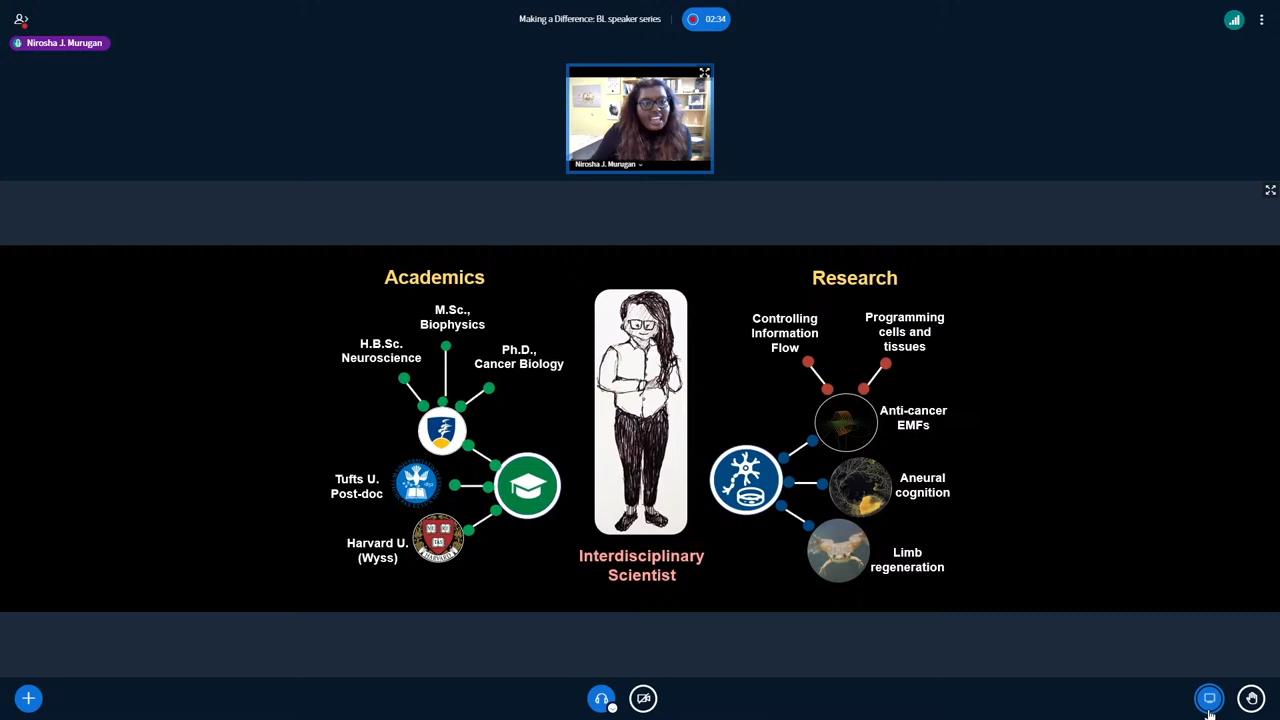 Making a Difference: BL speaker series
02:34
Nirosha J. Murugan
Nirosha J. Murugan
Academics
M.Sc.,
Biophysics
H.B.Sc.
Neuroscience
Ph.D.,
Cancer Biology
Tufts U.
Post-doc
Harvard U.
(Wyss)
Interdisciplinary
Scientist
Research
Controlling
Information
Flow
Programming
cells and
tissues
Anti-cancer
EMFs
Aneural
cognition
Limb
regeneration